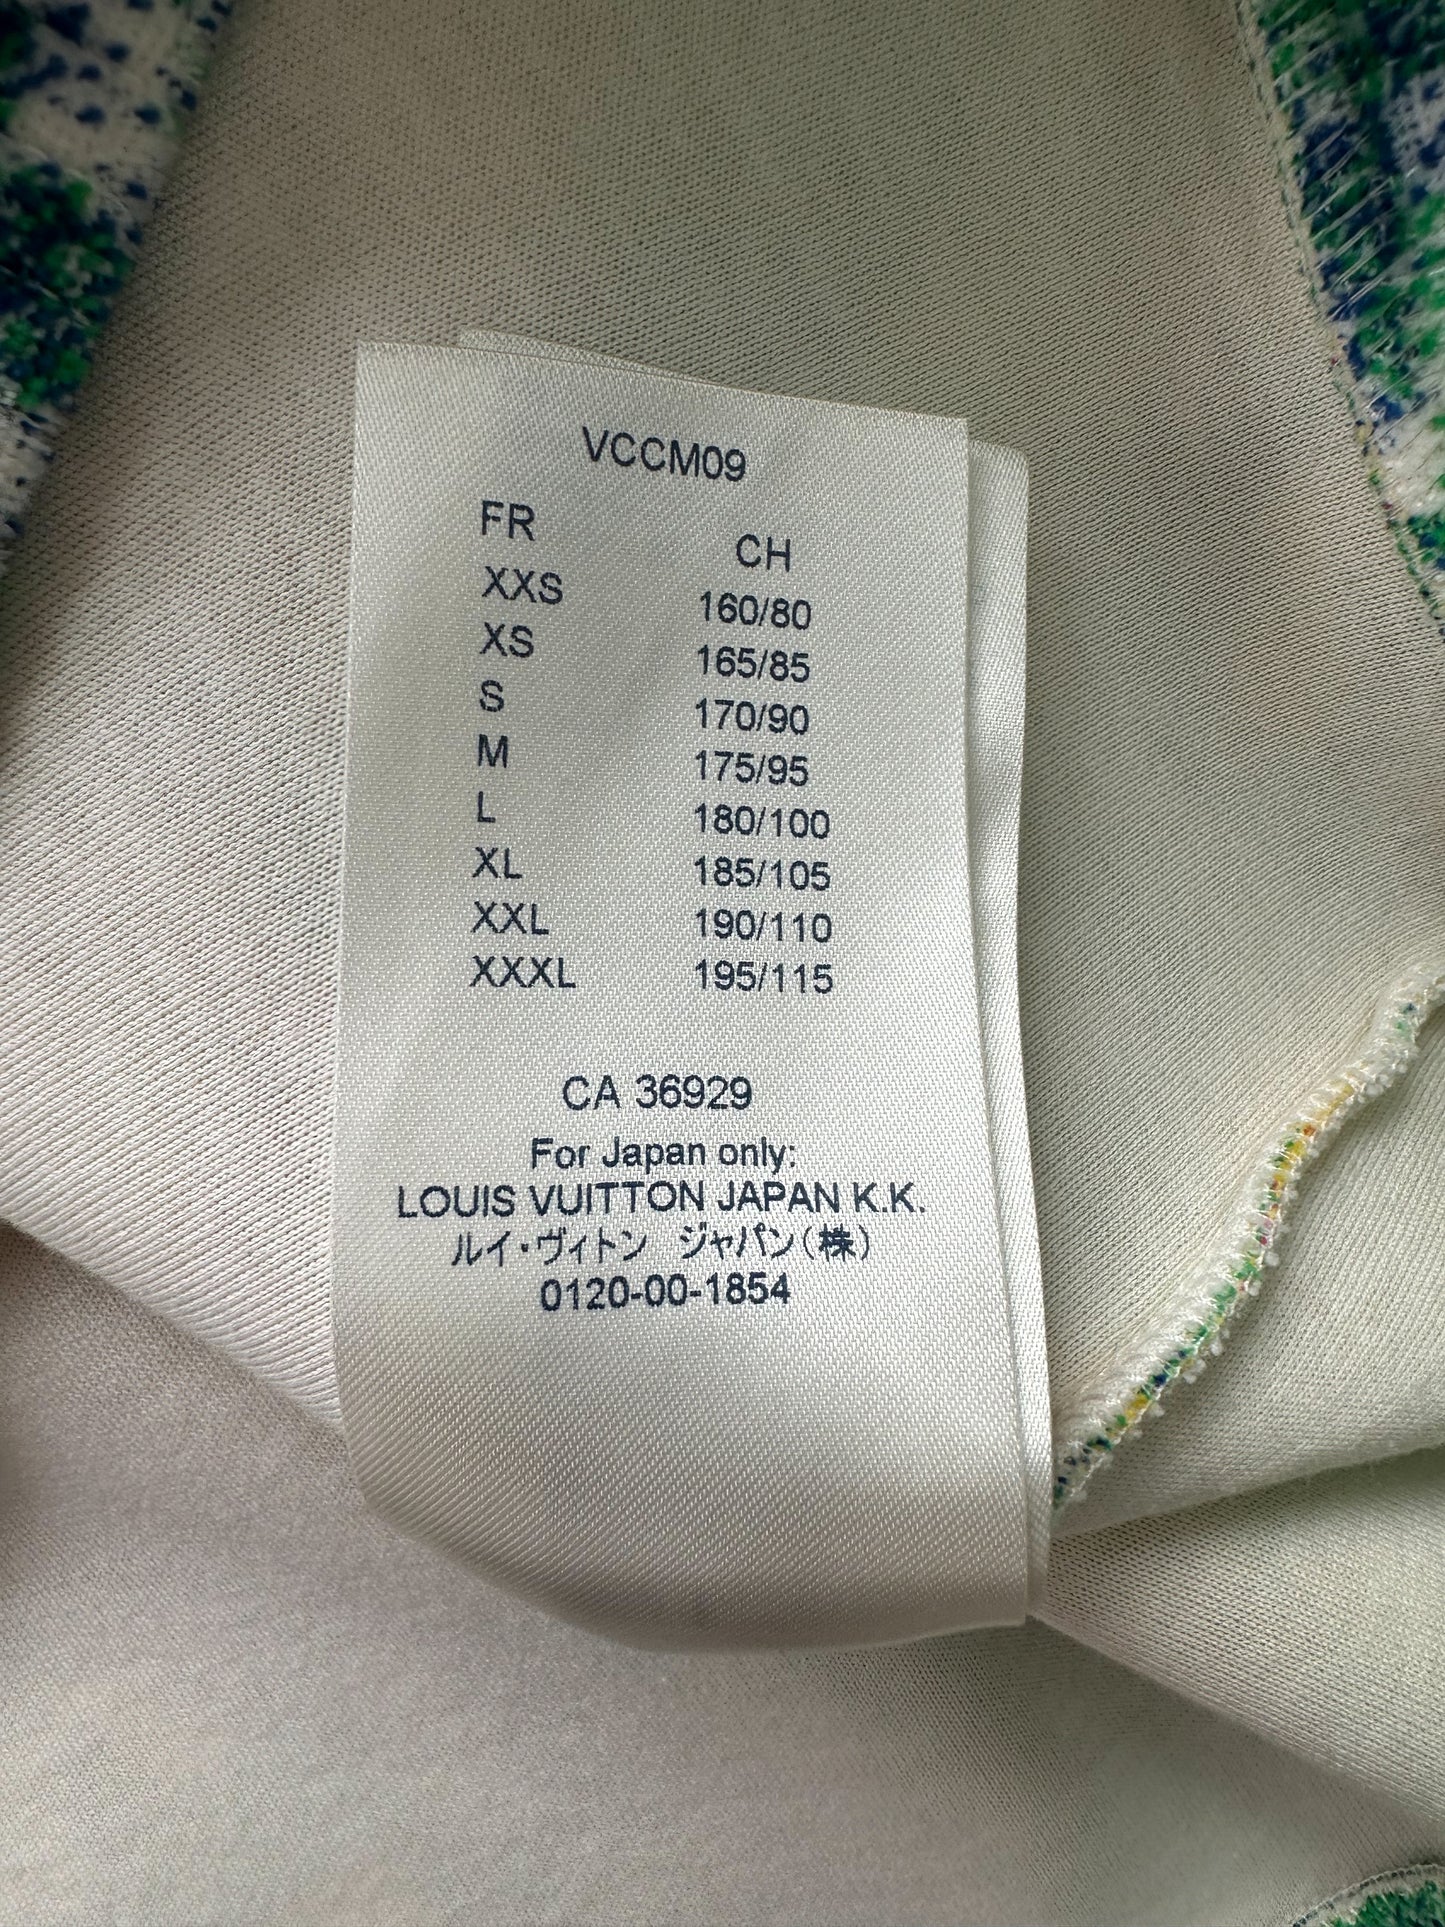 VCCM09
FR CH
XXS 160/80
XS 165/85
S 170/90
M 175/95
L 180/100
XL 185/105
XXL 190/110
XXXL 195/115
CA 36929
For Japan only:
LOUIS VUITTON JAPAN K.K.
ルイ・ヴィトン ジャパン(株)
0120-00-1854